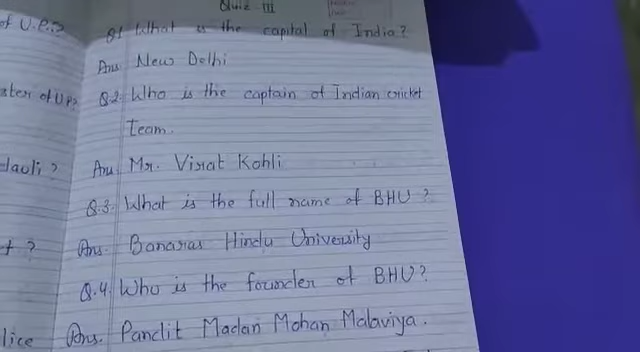 Quiz III
of U.P.?
Q1 What is the capital of India?
Ans. New Delhi
ster of UP?
Q.2. Who is the captain of Indian cricket
team.
dauli?
Ans. Mr. Virat Kohli
Q.3. What is the full name of BHU?
t?
Ans. Banaras Hindu University
Q.4. Who is the founder of BHU?
lice
Ans. Pandit Madan Mohan Malaviya.